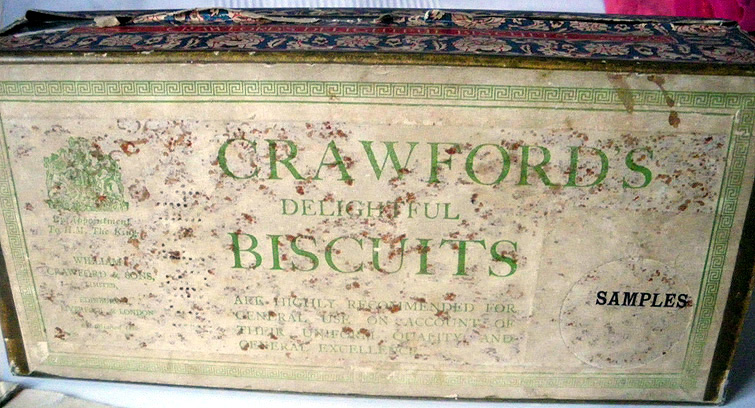 By Appointment
To H.M. The King
WILLIAM
CRAWFORD & SONS,
LIMITED,
& LONDON
CRAWFORD'S
DELIGHTFUL
BISCUITS
ARE HIGHLY RECOMMENDED FOR
GENERAL USE ON ACCOUNT OF
THEIR UNIFORM QUALITY AND
GENERAL EXCELLENCE
SAMPLES